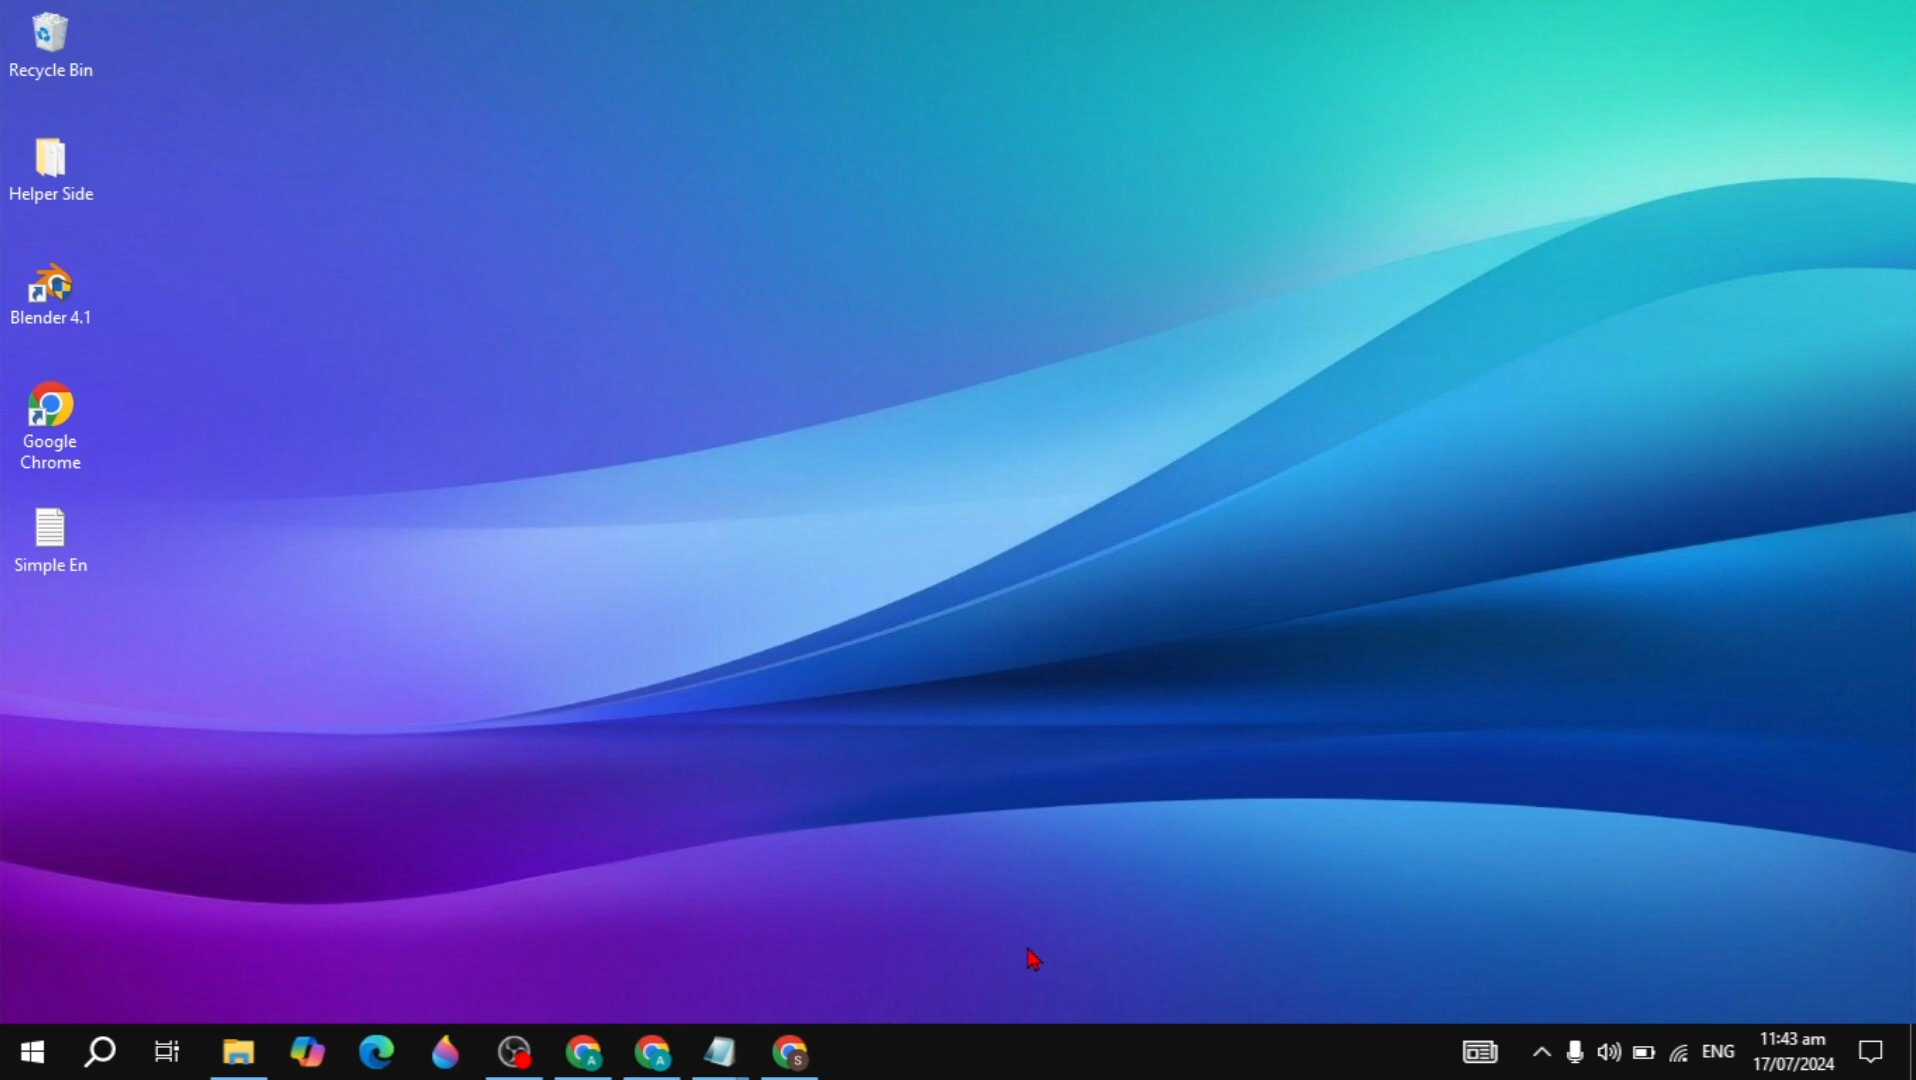 Recycle Bin
Helper Side
Blender 4.1
Google
Chrome
Simple En
A
A
S
ENG
11:43 am
17/07/2024